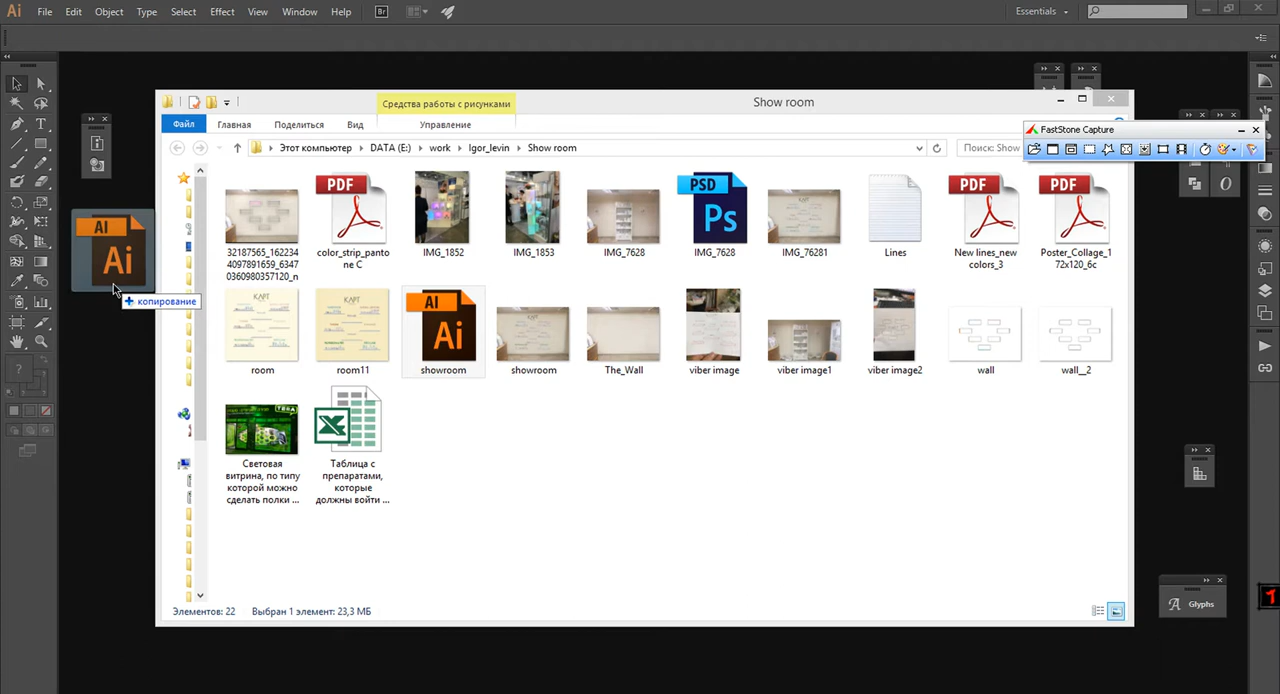 Ai File Edit Object Type Select Effect View Window Help Br Essentials
Средства работы с рисунками
Show room
Файл Главная Поделиться Вид Управление
FastStone Capture
Этот компьютер DATA (E:) work Igor_levin Show room
Поиск: Show
PDF
PSD
Ps
PDF
PDF
32187565_162234
4097891659_6347
0360980357120_n
color_strip_panto
ne C
IMG_1852
IMG_1853
IMG_7628
IMG_7628
IMG_76281
Lines
New lines_new
colors_3
Poster_Collage_1
72x120_6c
AI
Ai
копирование
КАРТ
КАРТ
AI
Ai
room
room11
showroom
showroom
The_Wall
viber image
viber image1
viber image2
wall
wall__2
TERA
X
Световая
витрина, по типу
которой можно
сделать полки ...
Таблица с
препаратами,
которые
должны войти ...
Glyphs
Элементов: 22 Выбран 1 элемент: 23,3 МБ